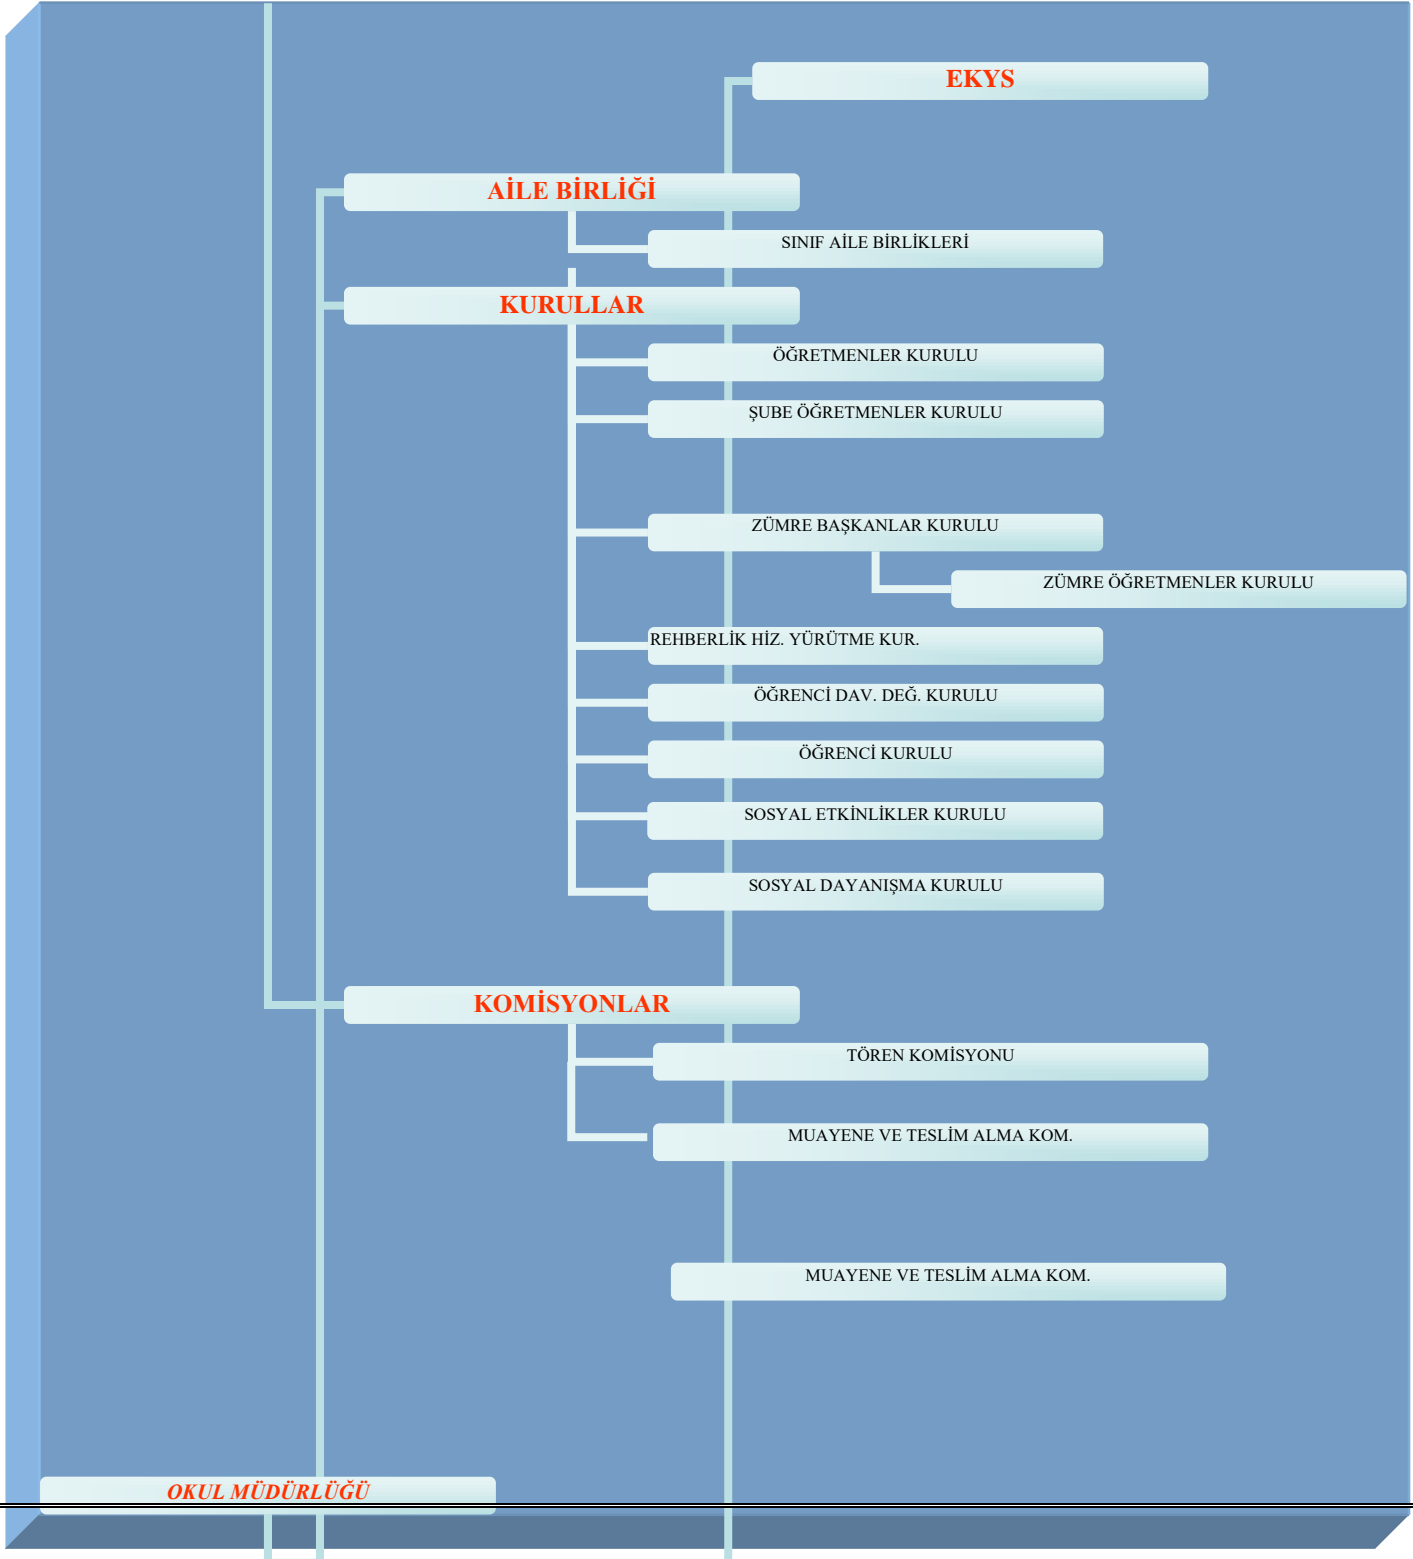 EKYS
AİLE BİRLİĞİ
SINIF AİLE BİRLİKLERİ
KURULLAR
ÖĞRETMENLER KURULU
ŞUBE ÖĞRETMENLER KURULU
ZÜMRE BAŞKANLAR KURULU
ZÜMRE ÖĞRETMENLER KURULU
REHBERLİK HİZ. YÜRÜTME KUR.
ÖĞRENCİ DAV. DEĞ. KURULU
ÖĞRENCİ KURULU
SOSYAL ETKİNLİKLER KURULU
SOSYAL DAYANIŞMA KURULU
KOMİSYONLAR
TÖREN KOMİSYONU
MUAYENE VE TESLİM ALMA KOM.
MUAYENE VE TESLİM ALMA KOM.
OKUL MÜDÜRLÜĞÜ